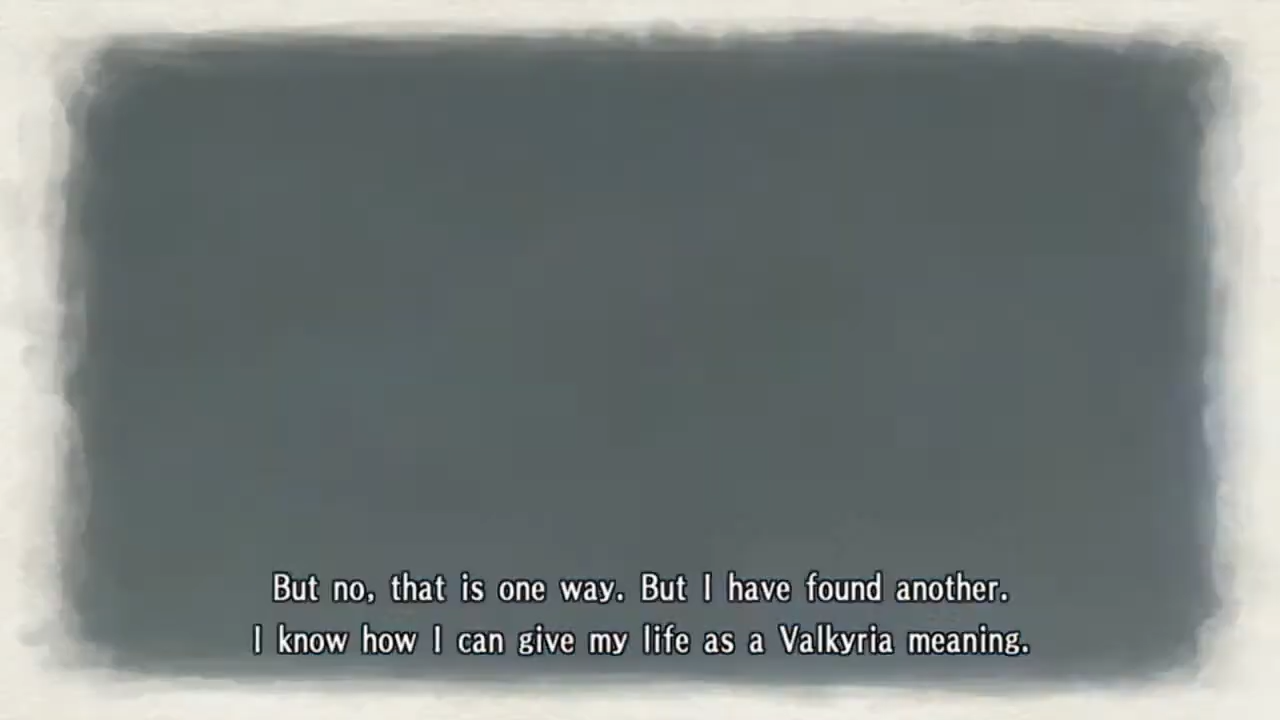 But no, that is one way. But I have found another.
I know how I can give my life as a Valkyria meaning.